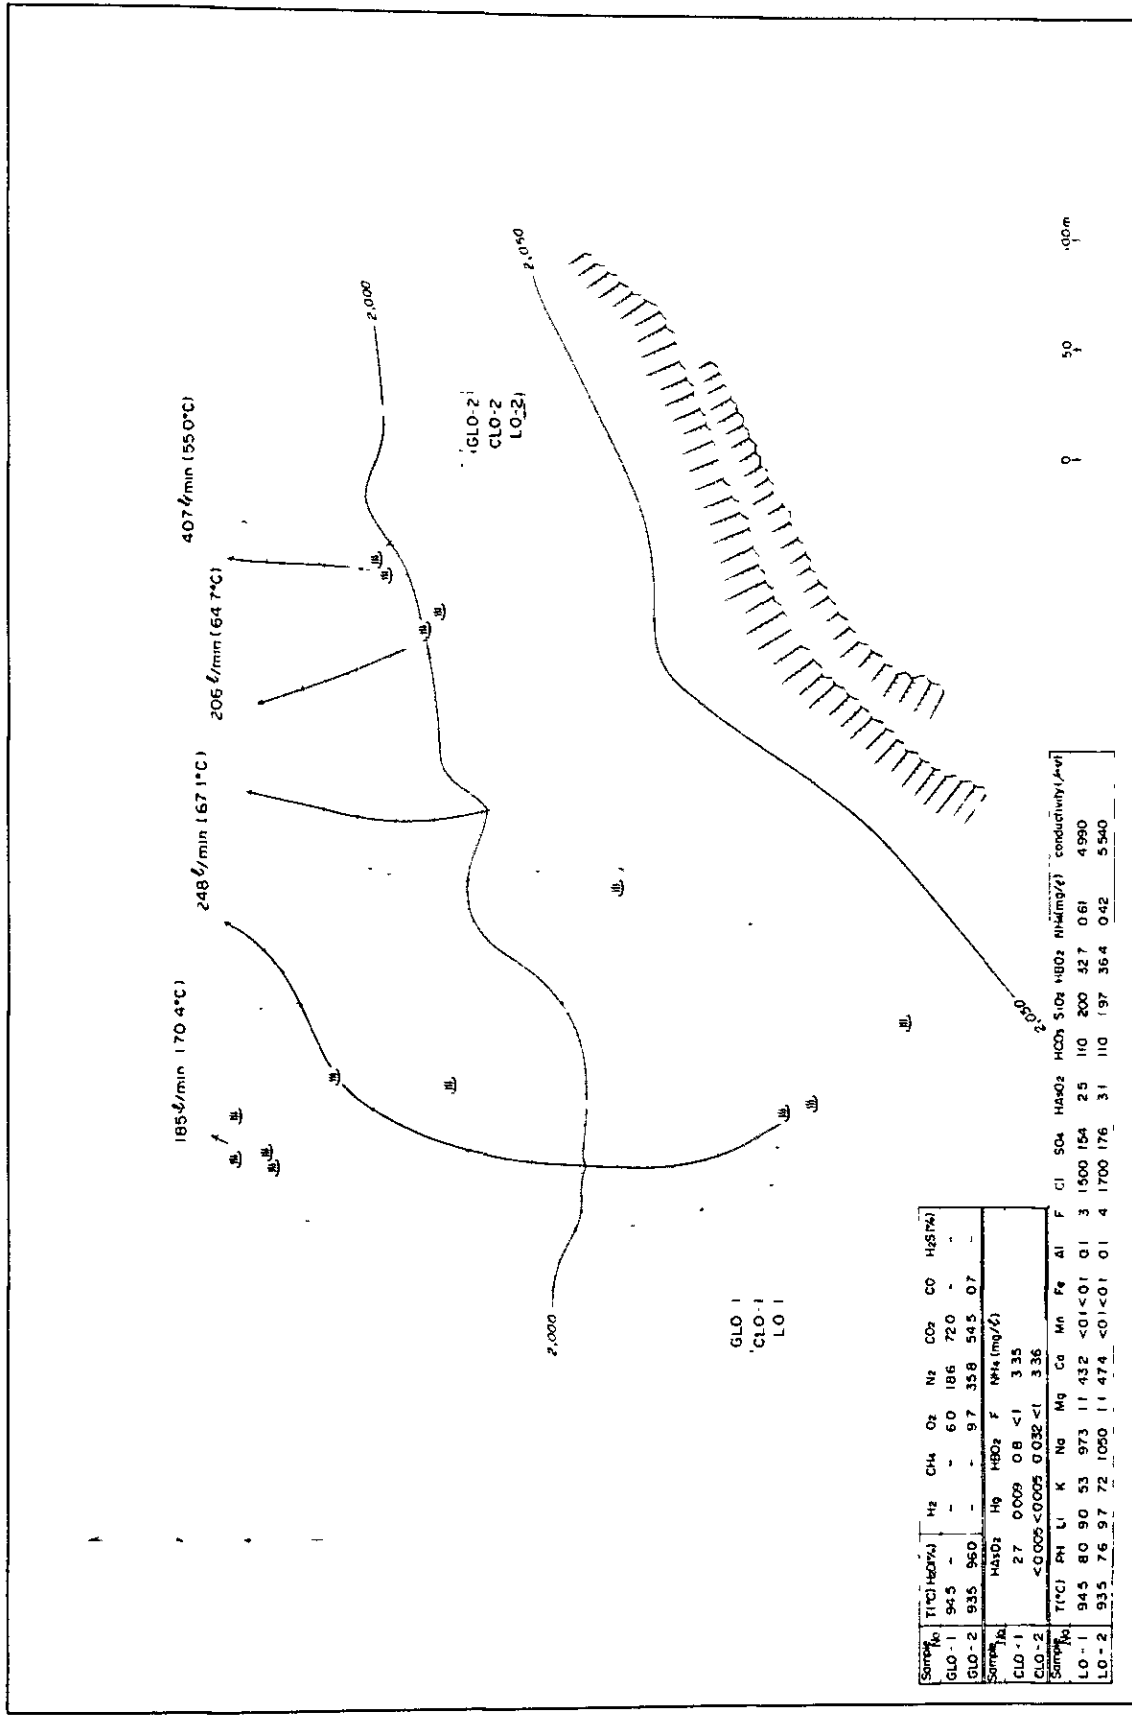 185 ℓ/min (70 4°C)
248 ℓ/min (67 1°C)
206 ℓ/min (64 7°C)
407 ℓ/min (55 0°C)
2,000
2,000
(GLO-2)
CLO-2
LO-2)
2,050
2,050
GLO 1
CLO-1
LO 1
0 50 100m
Sample No T(°C) H2O(%) H2 CH4 O2 N2 CO2 CO H2S(%)
GLO - 1 94 5 - - - 6 0 18 6 72 0 - -
GLO - 2 93 5 96 0 - - 9 7 35 8 54 5 0 7 -
Sample No HAsO2 Hg HBO2 F NH4 (mg/ℓ)
CLO - 1 2 7 0 009 0 8 <1 3 35
CLO - 2 <0 005 <0 005 0 032 <1 3 36
Sample No T(°C) PH Li K Na Mg Ca Mn Fe Al F Cl SO4 HAsO2 HCO3 SiO2 HBO2 NH4(mg/ℓ) conductivity
LO - 1 94 5 8 0 9 0 53 973 1 1 43 2 <0 1 <0 1 0 1 3 1500 154 2 5 110 200 32 7 0 61 4 990
LO - 2 93 5 7 6 9 7 72 1050 1 1 47 4 <0 1 <0 1 0 1 4 1700 176 3 1 110 197 36 4 0 42 5 540